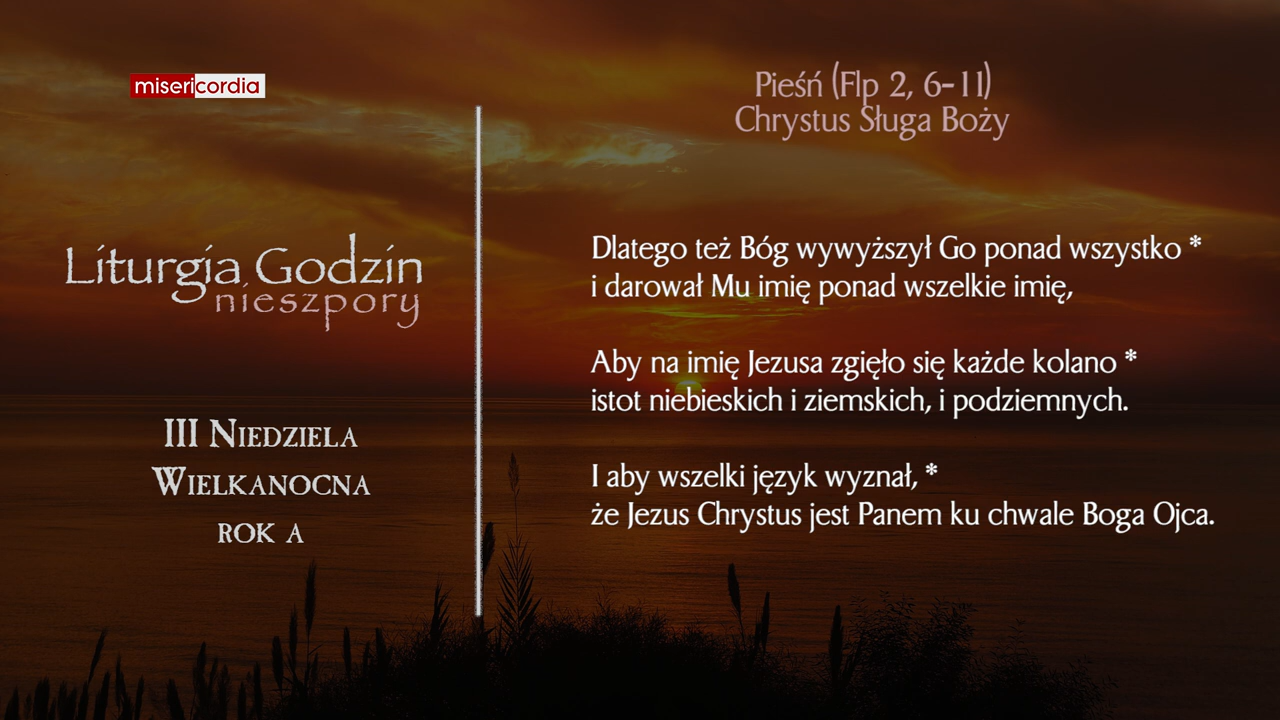 misericordia
Liturgia Godzin
nieszpory
III Niedziela
Wielkanocna
rok A
Pieśń (Flp 2, 6-11)
Chrystus Sługa Boży
Dlatego też Bóg wywyższył Go ponad wszystko *
i darował Mu imię ponad wszelkie imię,
Aby na imię Jezusa zgięło się każde kolano *
istot niebieskich i ziemskich, i podziemnych.
I aby wszelki język wyznał, *
że Jezus Chrystus jest Panem ku chwale Boga Ojca.